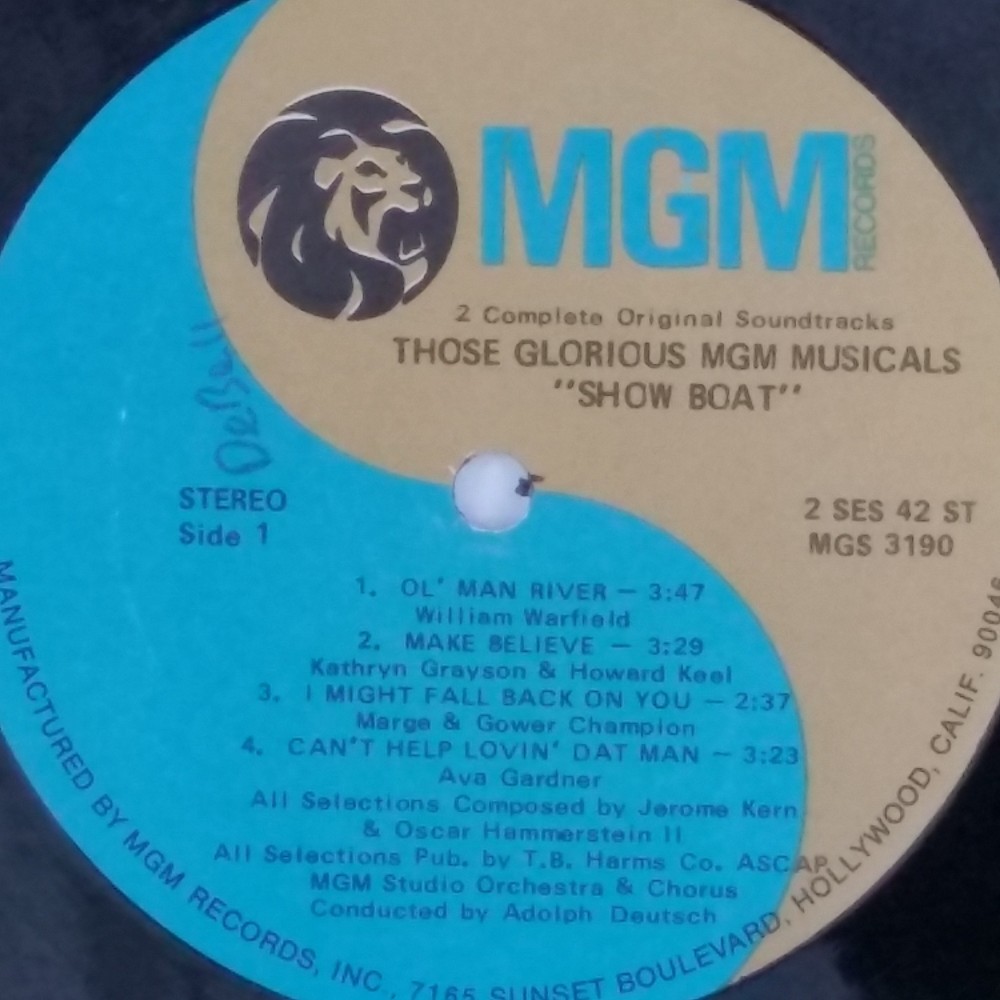 MGM
RECORDS
2 Complete Original Soundtracks
THOSE GLORIOUS MGM MUSICALS
"SHOW BOAT"
STEREO
Side 1
2 SES 42 ST
MGS 3190
1. OL' MAN RIVER – 3:47
William Warfield
2. MAKE BELIEVE – 3:29
Kathryn Grayson & Howard Keel
3. I MIGHT FALL BACK ON YOU – 2:37
Marge & Gower Champion
4. CAN'T HELP LOVIN' DAT MAN – 3:23
Ava Gardner
All Selections Composed by Jerome Kern
& Oscar Hammerstein II
All Selections Pub. by T.B. Harms Co. ASCAP
MGM Studio Orchestra & Chorus
Conducted by Adolph Deutsch
MANUFACTURED BY MGM RECORDS, INC., 7165 SUNSET BOULEVARD, HOLLYWOOD, CALIF. 90046